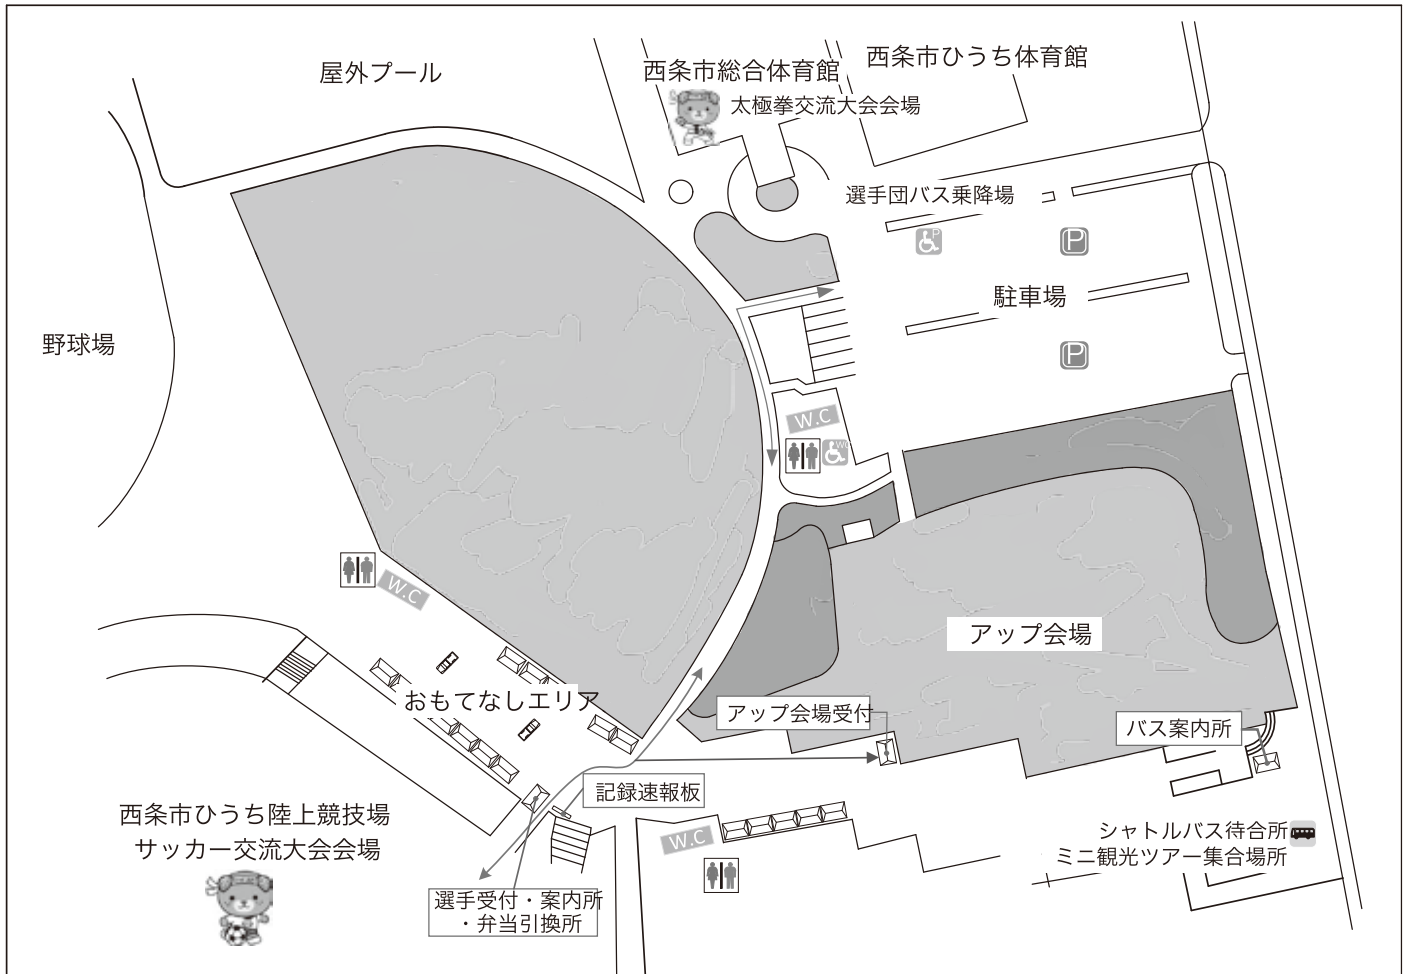 屋外プール
西条市総合体育館
西条市ひうち体育館
太極拳交流大会会場
選手団バス乗降場
P
P
駐車場
野球場
P
W.C
W.C
アップ会場
おもてなしエリア
アップ会場受付
バス案内所
記録速報板
西条市ひうち陸上競技場
サッカー交流大会会場
シャトルバス待合所
ミニ観光ツアー集合場所
W.C
選手受付・案内所
・弁当引換所